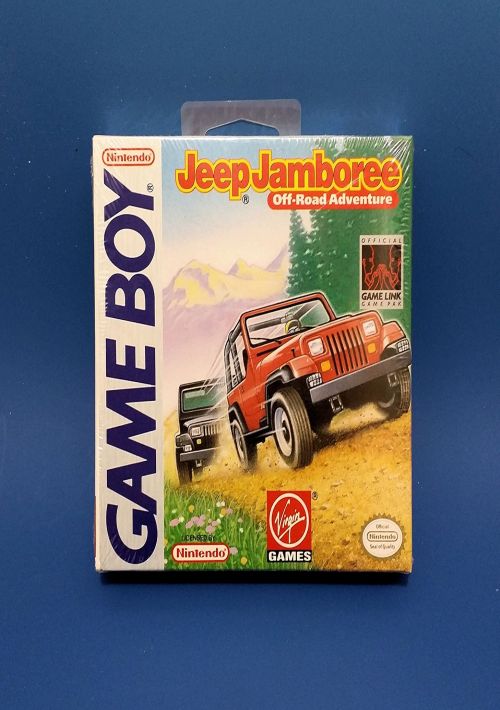 Nintendo
®
GAME BOY
®
Jeep Jamboree
®
Off-Road Adventure
OFFICIAL
GAME LINK
GAME PAK
Virgin
®
GAMES
LICENSED BY
Nintendo
®
Official
Nintendo
Seal of Quality